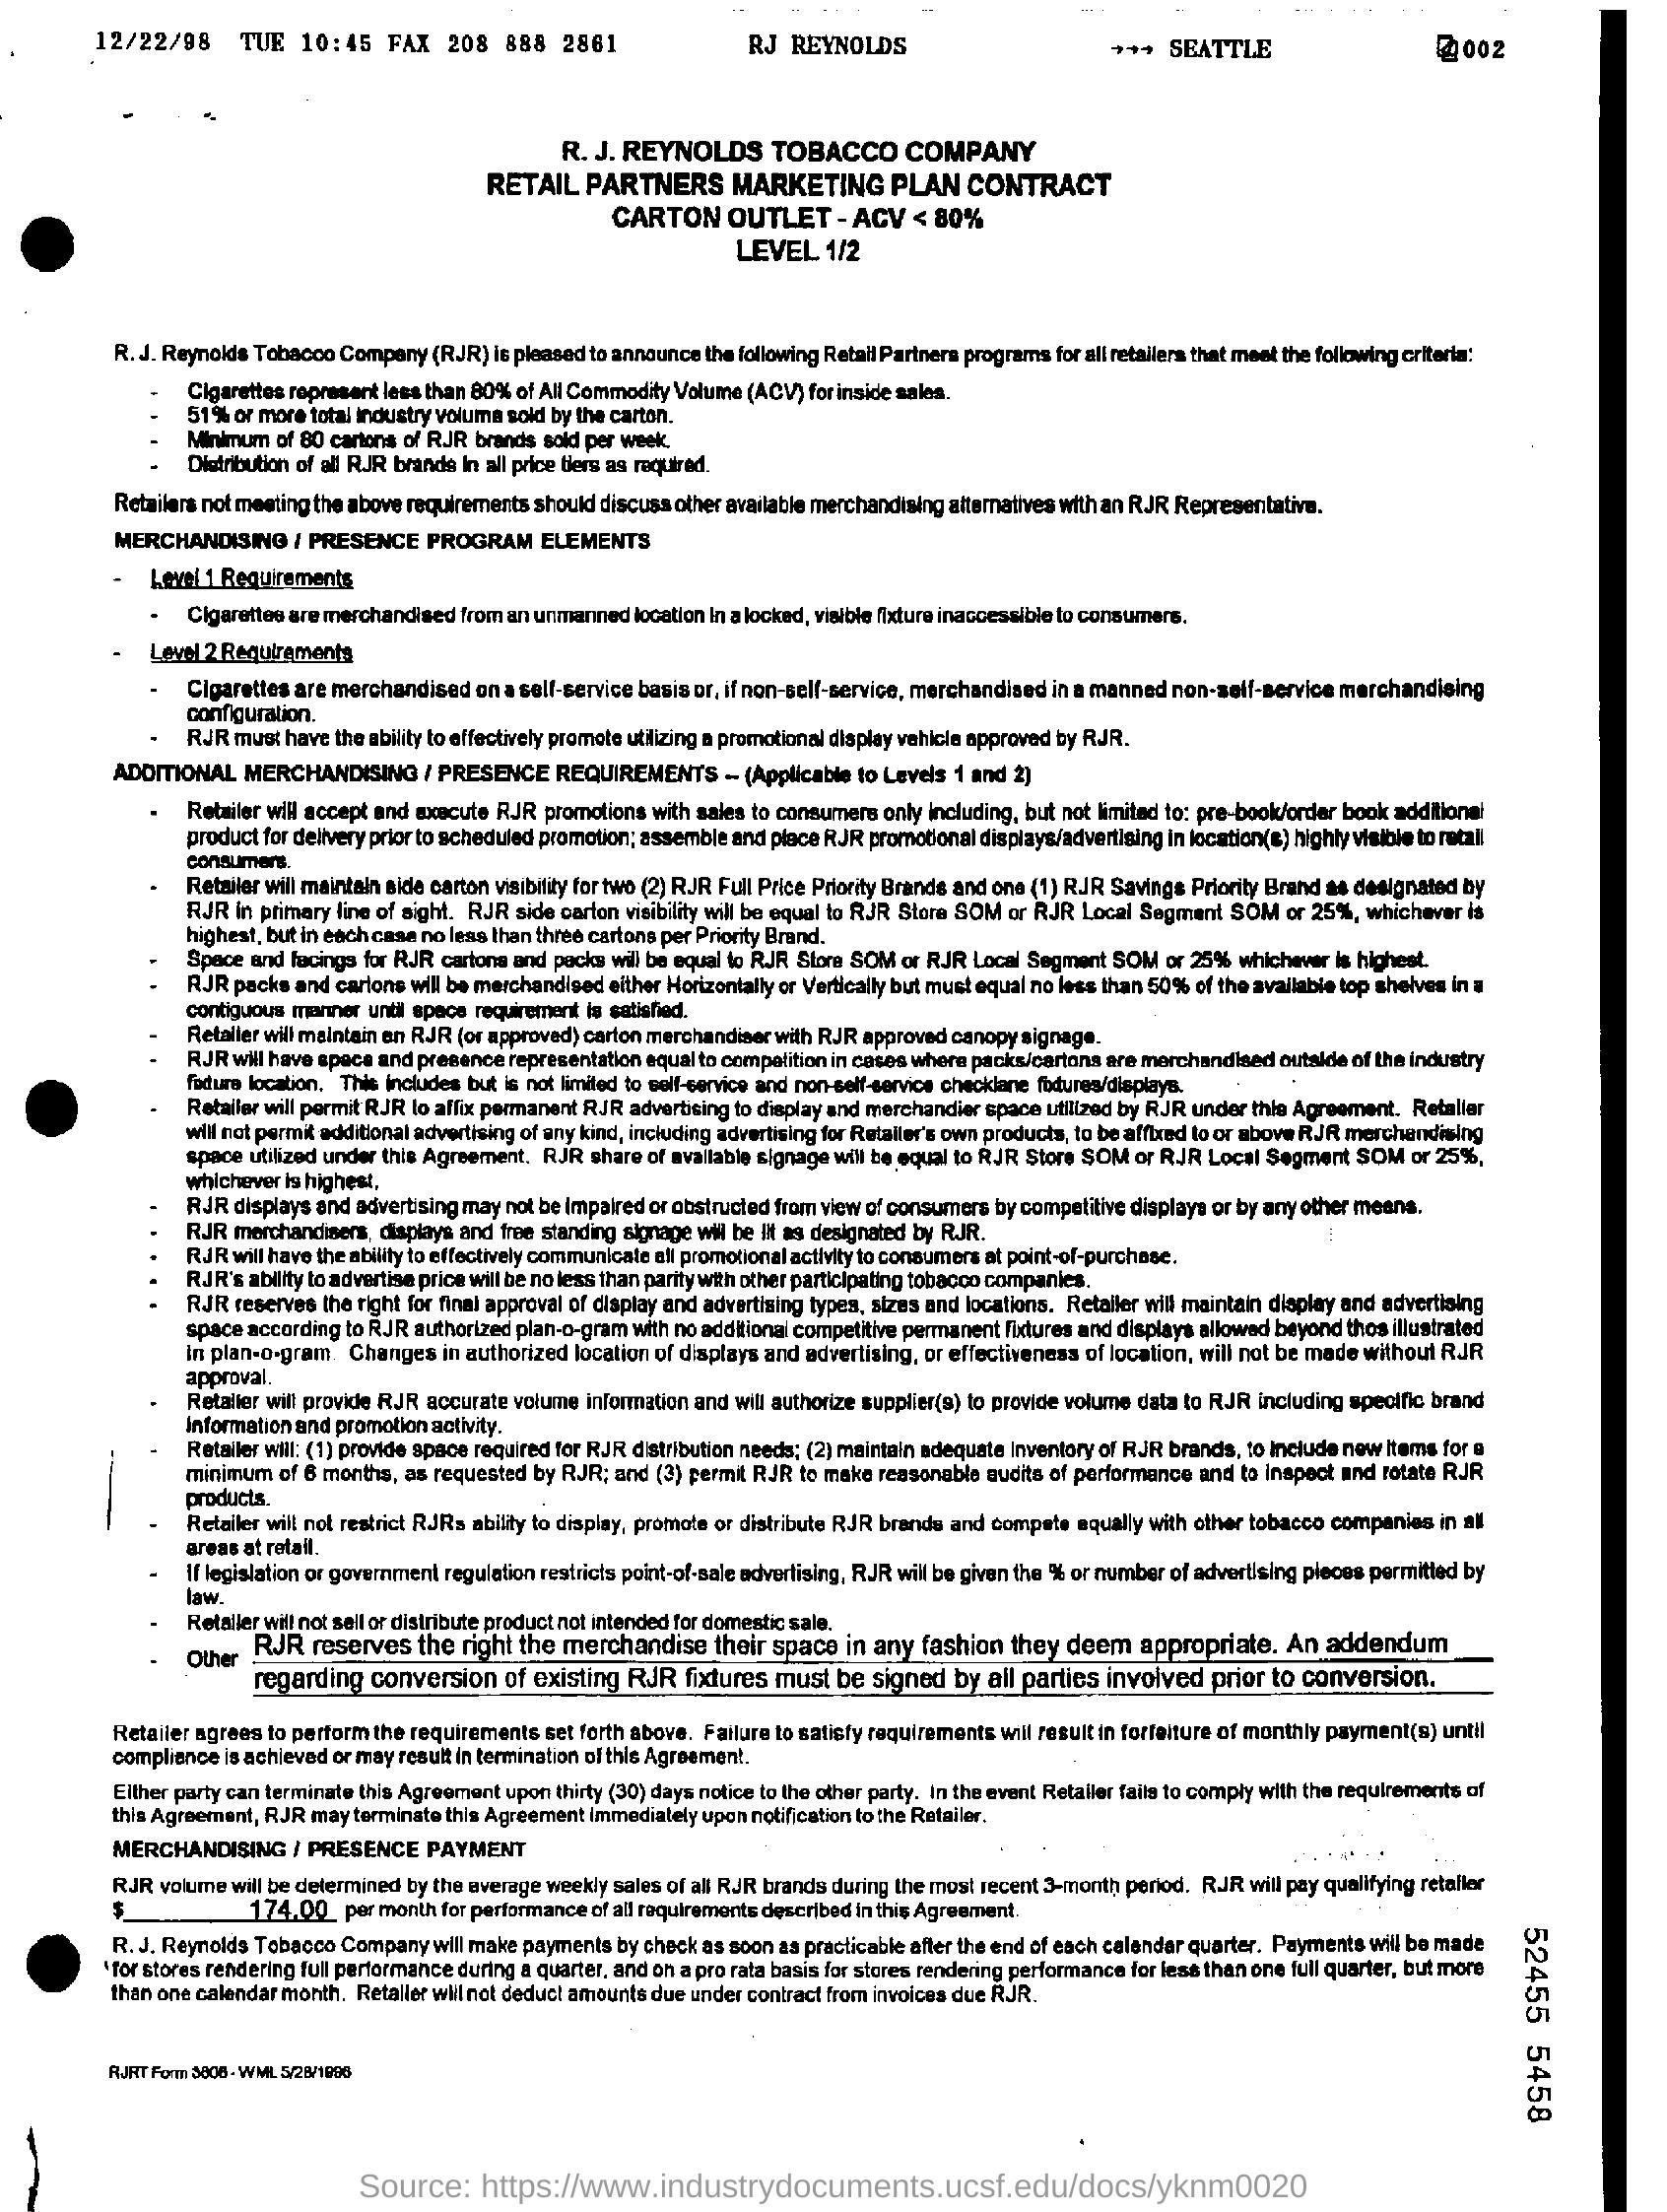 12/22/98 TUE 10:45 FAX 208 888 2861 RJ REYNOLDS →→→ SEATTLE 002
R. J. REYNOLDS TOBACCO COMPANY
RETAIL PARTNERS MARKETING PLAN CONTRACT
CARTON OUTLET - ACV < 80%
LEVEL 1/2
R. J. Reynolds Tobacco Company (RJR) is pleased to announce the following Retail Partners programs for all retailers that meet the following criteria:
- Cigarettes represent less than 80% of All Commodity Volume (ACV) for inside sales.
- 51% or more total industry volume sold by the carton.
- Minimum of 80 cartons of RJR brands sold per week.
- Distribution of all RJR brands in all price tiers as required.
Retailers not meeting the above requirements should discuss other available merchandising alternatives with an RJR Representative.
MERCHANDISING / PRESENCE PROGRAM ELEMENTS
- Level 1 Requirements
- Cigarettes are merchandised from an unmanned location in a locked, visible fixture inaccessible to consumers.
- Level 2 Requirements
- Cigarettes are merchandised on a self-service basis or, if non-self-service, merchandised in a manned non-self-service merchandising
configuration.
- RJR must have the ability to effectively promote utilizing a promotional display vehicle approved by RJR.
ADDITIONAL MERCHANDISING / PRESENCE REQUIREMENTS -- (Applicable to Levels 1 and 2)
- Retailer will accept and execute RJR promotions with sales to consumers only including, but not limited to: pre-book/order book additional
product for delivery prior to scheduled promotion; assemble and place RJR promotional displays/advertising in location(s) highly visible to retail
consumers.
- Retailer will maintain side carton visibility for two (2) RJR Full Price Priority Brands and one (1) RJR Savings Priority Brand as designated by
RJR in primary line of sight. RJR side carton visibility will be equal to RJR Store SOM or RJR Local Segment SOM or 25%, whichever is
highest, but in each case no less than three cartons per Priority Brand.
- Space and facings for RJR cartons and packs will be equal to RJR Store SOM or RJR Local Segment SOM or 25% whichever is highest.
- RJR packs and cartons will be merchandised either Horizontally or Vertically but must equal no less than 50% of the available top shelves in a
contiguous manner until space requirement is satisfied.
- Retailer will maintain an RJR (or approved) carton merchandiser with RJR approved canopy signage.
- RJR will have space and presence representation equal to competition in cases where packs/cartons are merchandised outside of the industry
fixture location. This includes but is not limited to self-service and non-self-service checklane fixtures/displays.
- Retailer will permit RJR to affix permanent RJR advertising to display and merchandier space utilized by RJR under this Agreement. Retailer
will not permit additional advertising of any kind, including advertising for Retailer's own products, to be affixed to or above RJR merchandising
space utilized under this Agreement. RJR share of available signage will be equal to RJR Store SOM or RJR Local Segment SOM or 25%,
whichever is highest,
- RJR displays and advertising may not be impaired or obstructed from view of consumers by competitive displays or by any other means.
- RJR merchandisers, displays and free standing signage will be lit as designated by RJR.
- RJR will have the ability to effectively communicate all promotional activity to consumers at point-of-purchase.
- RJR's ability to advertise price will be no less than parity with other participating tobacco companies.
- RJR reserves the right for final approval of display and advertising types, sizes and locations. Retailer will maintain display and advertising
space according to RJR authorized plan-o-gram with no additional competitive permanent fixtures and displays allowed beyond thos illustrated
in plan-o-gram. Changes in authorized location of displays and advertising, or effectiveness of location, will not be made without RJR
approval.
- Retailer will provide RJR accurate volume information and will authorize supplier(s) to provide volume data to RJR including specific brand
information and promotion activity.
- Retailer will: (1) provide space required for RJR distribution needs; (2) maintain adequate inventory of RJR brands, to include new items for a
minimum of 6 months, as requested by RJR; and (3) permit RJR to make reasonable audits of performance and to inspect and rotate RJR
products.
- Retailer will not restrict RJRs ability to display, promote or distribute RJR brands and compete equally with other tobacco companies in all
areas at retail.
- If legislation or government regulation restricts point-of-sale advertising, RJR will be given the % or number of advertising pieces permitted by
law.
- Retailer will not sell or distribute product not intended for domestic sale.
- Other RJR reserves the right the merchandise their space in any fashion they deem appropriate. An addendum
regarding conversion of existing RJR fixtures must be signed by all parties involved prior to conversion.
Retailer agrees to perform the requirements set forth above. Failure to satisfy requirements will result in forfeiture of monthly payment(s) until
compliance is achieved or may result in termination of this Agreement.
Either party can terminate this Agreement upon thirty (30) days notice to the other party. In the event Retailer fails to comply with the requirements of
this Agreement, RJR may terminate this Agreement immediately upon notification to the Retailer.
MERCHANDISING / PRESENCE PAYMENT
RJR volume will be determined by the average weekly sales of all RJR brands during the most recent 3-month period. RJR will pay qualifying retailer
$ 174.00 per month for performance of all requirements described in this Agreement.
R. J. Reynolds Tobacco Company will make payments by check as soon as practicable after the end of each calendar quarter. Payments will be made
for stores rendering full performance during a quarter, and on a pro rata basis for stores rendering performance for less than one full quarter, but more
than one calendar month. Retailer will not deduct amounts due under contract from invoices due RJR.
RJRT Form - WML 5/28/1996
52455 5458
Source: https://www.industrydocuments.ucsf.edu/docs/yknm0020